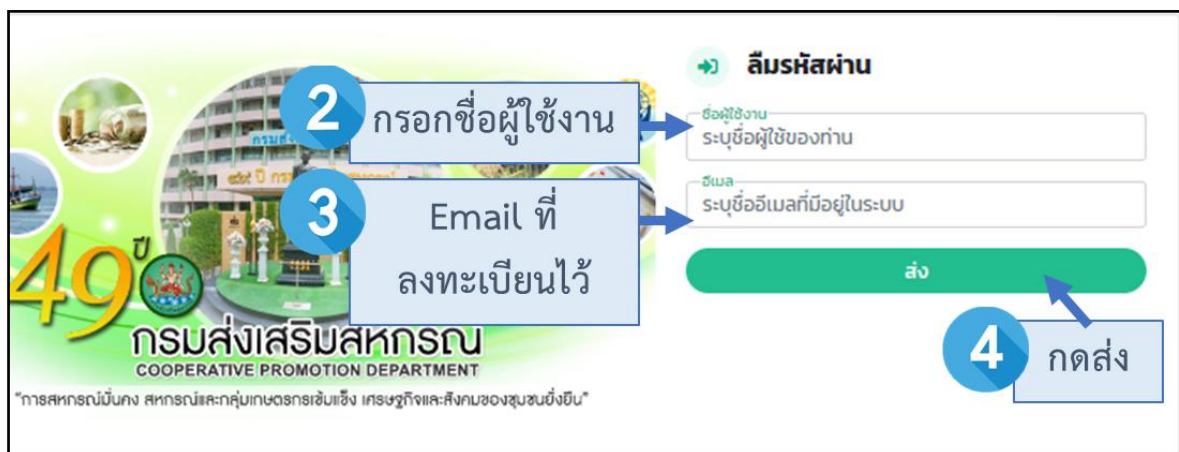 ลืมรหัสผ่าน
2 กรอกชื่อผู้ใช้งาน
ชื่อผู้ใช้งาน
ระบุชื่อผู้ใช้ของท่าน
3 Email ที่
ลงทะเบียนไว้
อีเมล
ระบุชื่ออีเมลที่มีอยู่ในระบบ
ส่ง
4 กดส่ง
49 ปี
กรมส่งเสริมสหกรณ์
COOPERATIVE PROMOTION DEPARTMENT
"การสหกรณ์มั่นคง สหกรณ์และกลุ่มเกษตรกรเข้มแข็ง เศรษฐกิจและสังคมของชุมชนยั่งยืน"